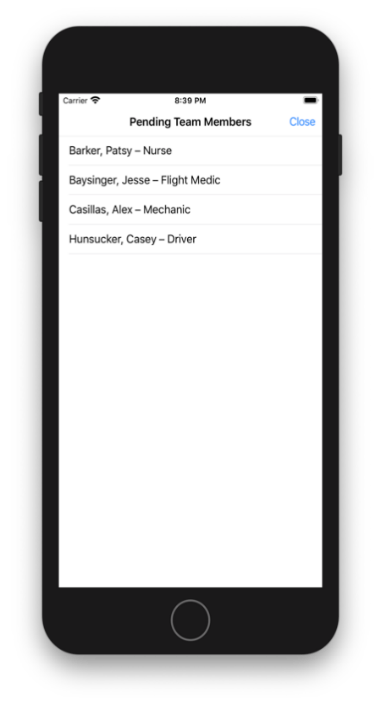 Carrier 8:39 PM
Pending Team Members Close
Barker, Patsy – Nurse
Baysinger, Jesse – Flight Medic
Casillas, Alex – Mechanic
Hunsucker, Casey – Driver